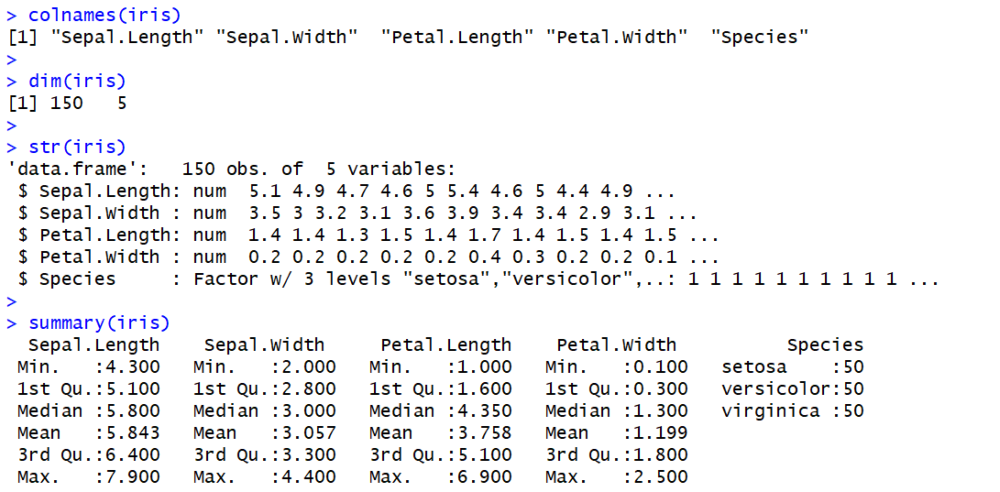 > colnames(iris)
[1] "Sepal.Length" "Sepal.Width"  "Petal.Length" "Petal.Width"  "Species"
>
> dim(iris)
[1] 150   5
>
> str(iris)
'data.frame':   150 obs. of  5 variables:
 $ Sepal.Length: num  5.1 4.9 4.7 4.6 5 5.4 4.6 5 4.4 4.9 ...
 $ Sepal.Width : num  3.5 3 3.2 3.1 3.6 3.9 3.4 3.4 2.9 3.1 ...
 $ Petal.Length: num  1.4 1.4 1.3 1.5 1.4 1.7 1.4 1.5 1.4 1.5 ...
 $ Petal.Width : num  0.2 0.2 0.2 0.2 0.2 0.4 0.3 0.2 0.2 0.1 ...
 $ Species     : Factor w/ 3 levels "setosa","versicolor",..: 1 1 1 1 1 1 1 1 1 1 ...
>
> summary(iris)
  Sepal.Length    Sepal.Width     Petal.Length    Petal.Width          Species
 Min.   :4.300   Min.   :2.000   Min.   :1.000   Min.   :0.100   setosa    :50
 1st Qu.:5.100   1st Qu.:2.800   1st Qu.:1.600   1st Qu.:0.300   versicolor:50
 Median :5.800   Median :3.000   Median :4.350   Median :1.300   virginica :50
 Mean   :5.843   Mean   :3.057   Mean   :3.758   Mean   :1.199
 3rd Qu.:6.400   3rd Qu.:3.300   3rd Qu.:5.100   3rd Qu.:1.800
 Max.   :7.900   Max.   :4.400   Max.   :6.900   Max.   :2.500